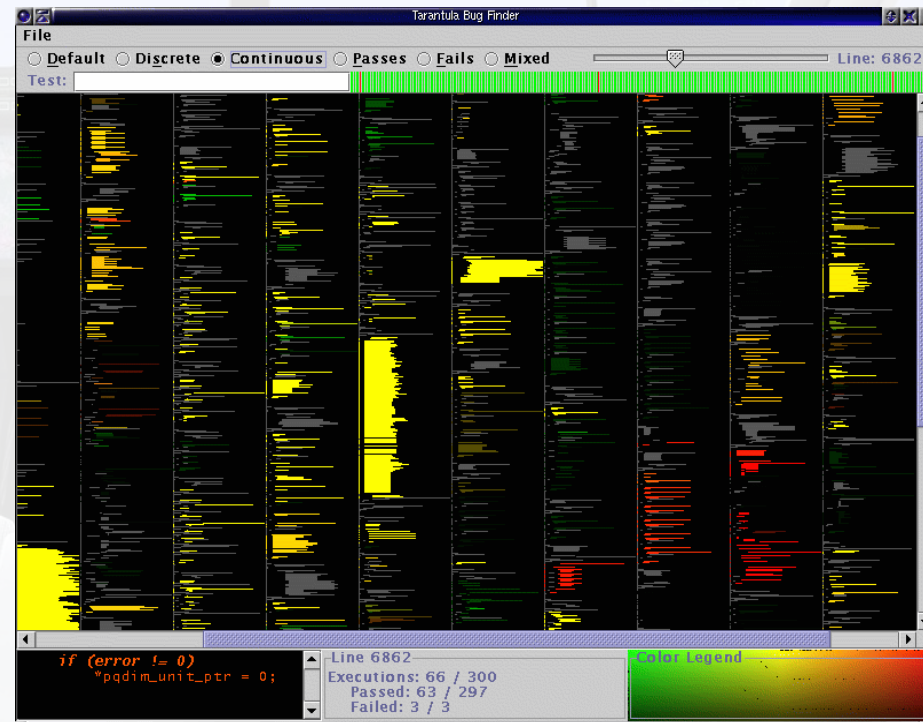 Tarantula Bug Finder
File
Default Discrete Continuous Passes Fails Mixed Line: 6862
Test:
if (error != 0)
*pqdim_unit_ptr = 0;
Line 6862
Executions: 66 / 300
Passed: 63 / 297
Failed: 3 / 3
Color Legend